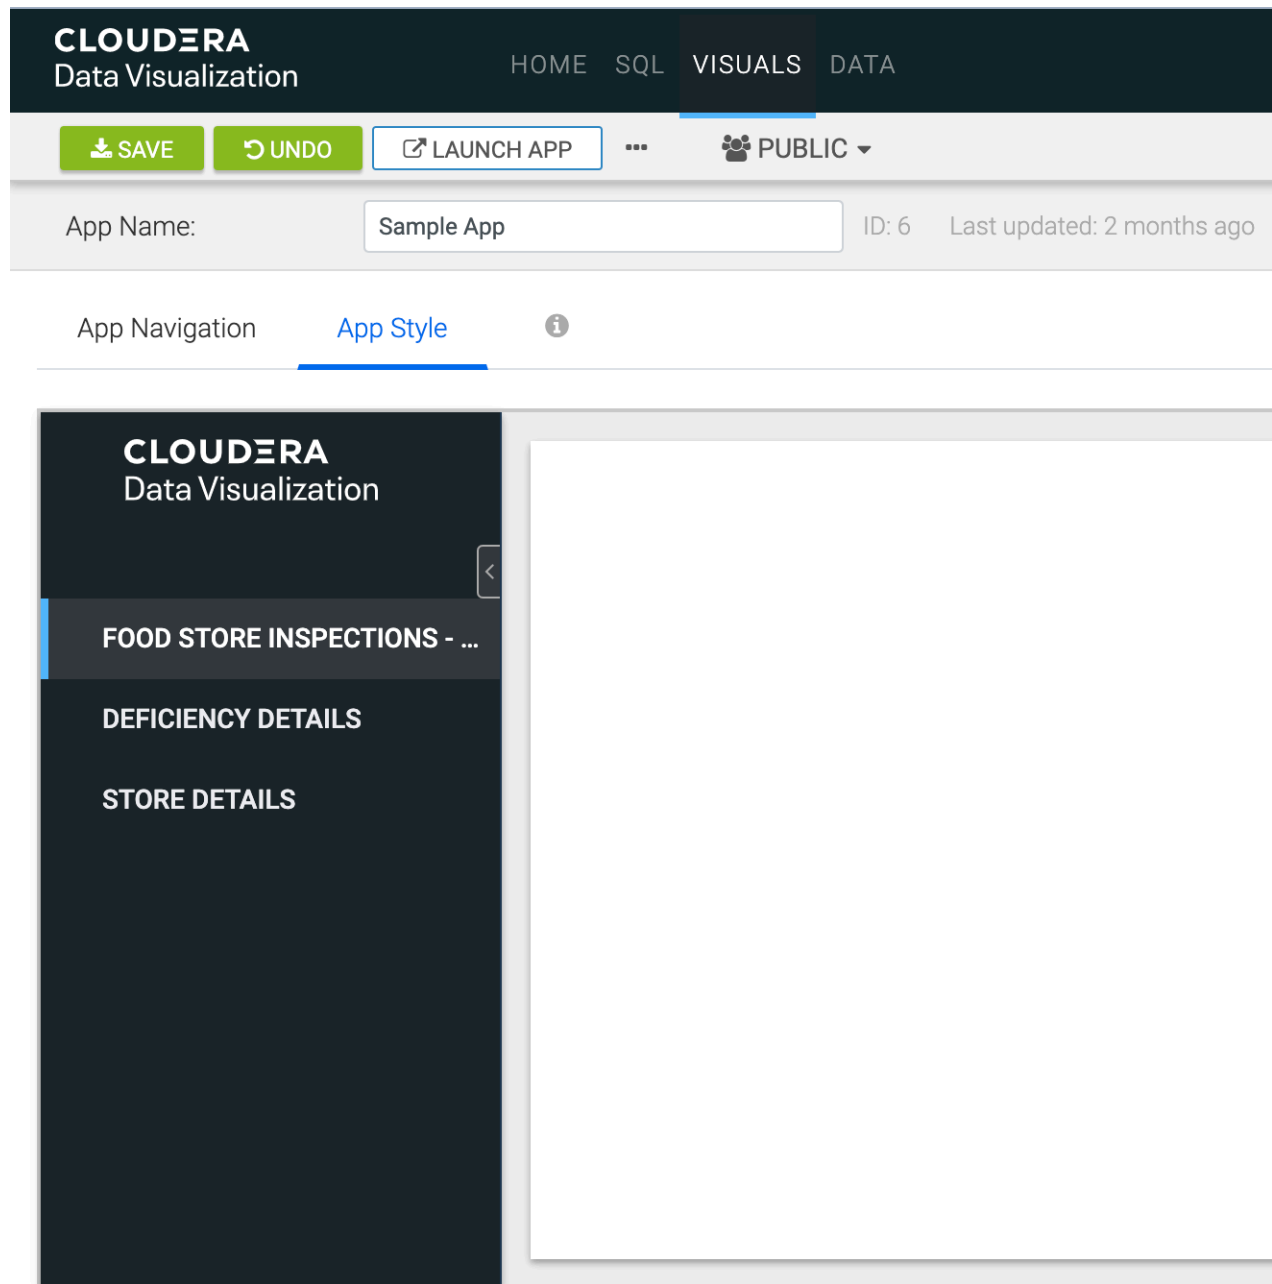 CLOUDERA
Data Visualization
HOME SQL VISUALS DATA
SAVE UNDO LAUNCH APP ... PUBLIC
App Name: Sample App ID: 6 Last updated: 2 months ago
App Navigation App Style
CLOUDERA
Data Visualization
FOOD STORE INSPECTIONS - ...
DEFICIENCY DETAILS
STORE DETAILS